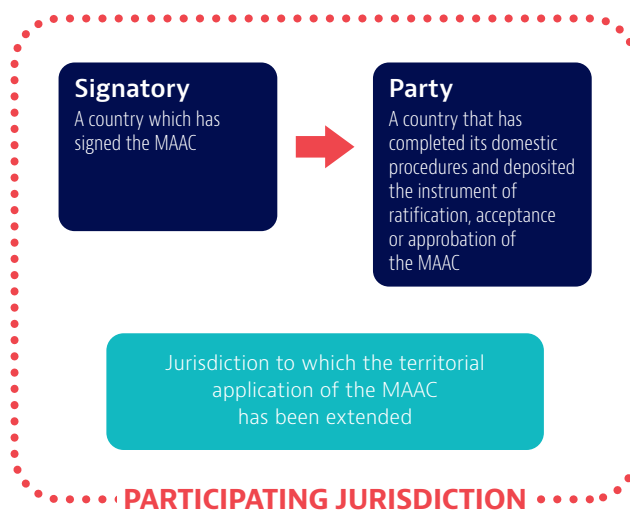 Signatory
A country which has
signed the MAAC
Party
A country that has
completed its domestic
procedures and deposited
the instrument of
ratification, acceptance
or approbation of
the MAAC
Jurisdiction to which the territorial
application of the MAAC
has been extended
PARTICIPATING JURISDICTION